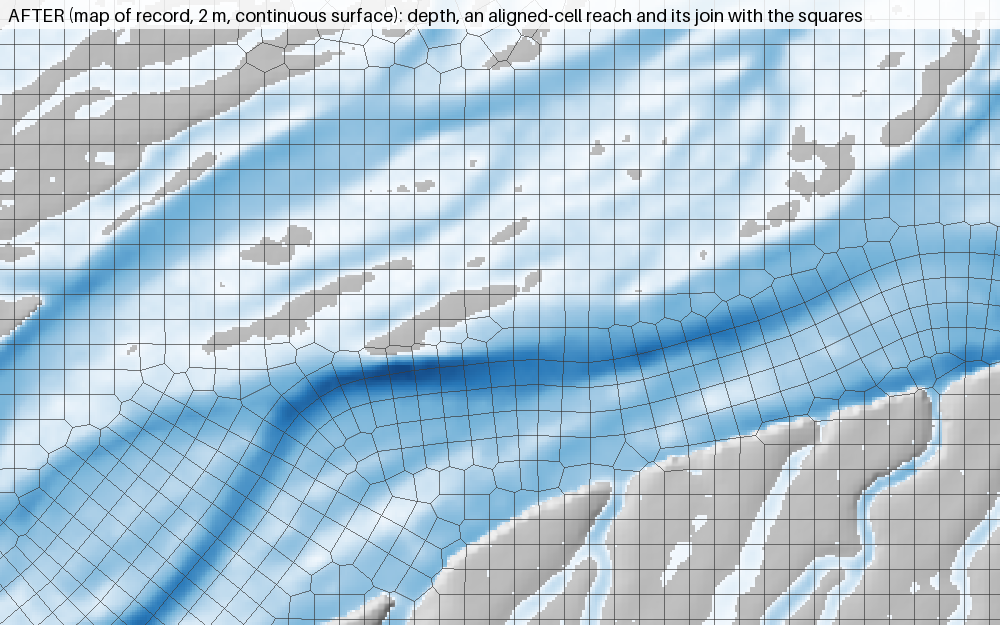 AFTER (map of record, 2 m, continuous surface): depth, an aligned-cell reach and its join with the squares